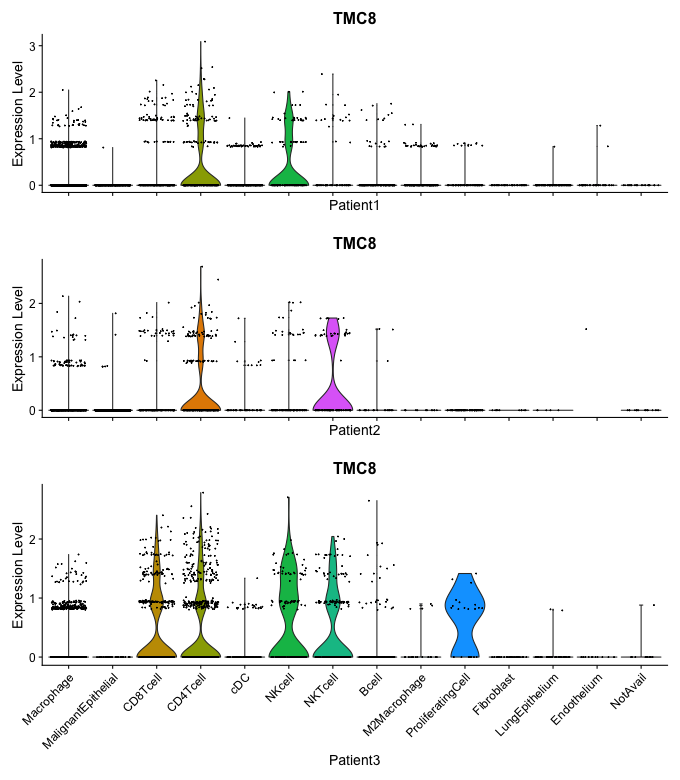 TMC8
Expression Level
3
2
1
0
Patient1
TMC8
Expression Level
2
1
0
Patient2
TMC8
Expression Level
2
1
0
Macrophage
MalignantEpithelial
CD8Tcell
CD4Tcell
cDC
NKcell
NKTcell
Bcell
M2Macrophage
ProliferatingCell
Fibroblast
LungEpithelium
Endothelium
NotAvail
Patient3